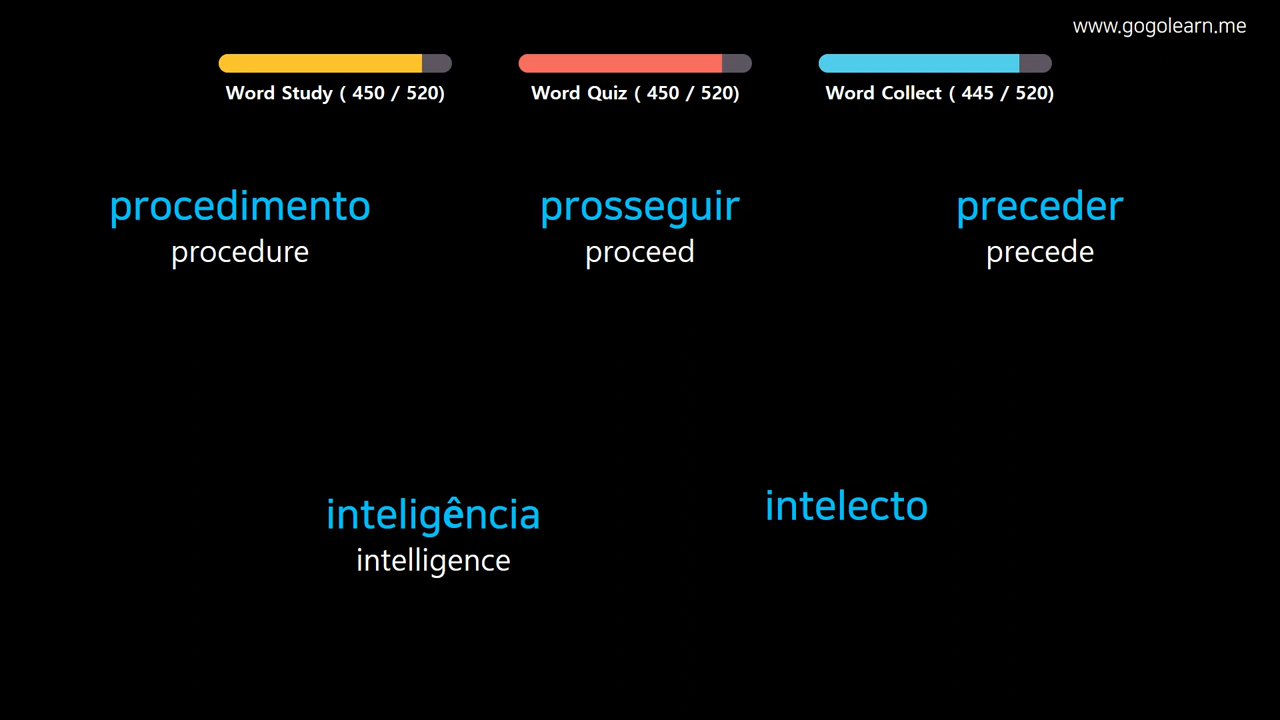 www.gogolearn.me
Word Study ( 450 / 520)
Word Quiz ( 450 / 520)
Word Collect ( 445 / 520)
procedimento
procedure
prosseguir
proceed
preceder
precede
inteligência
intelligence
intelecto